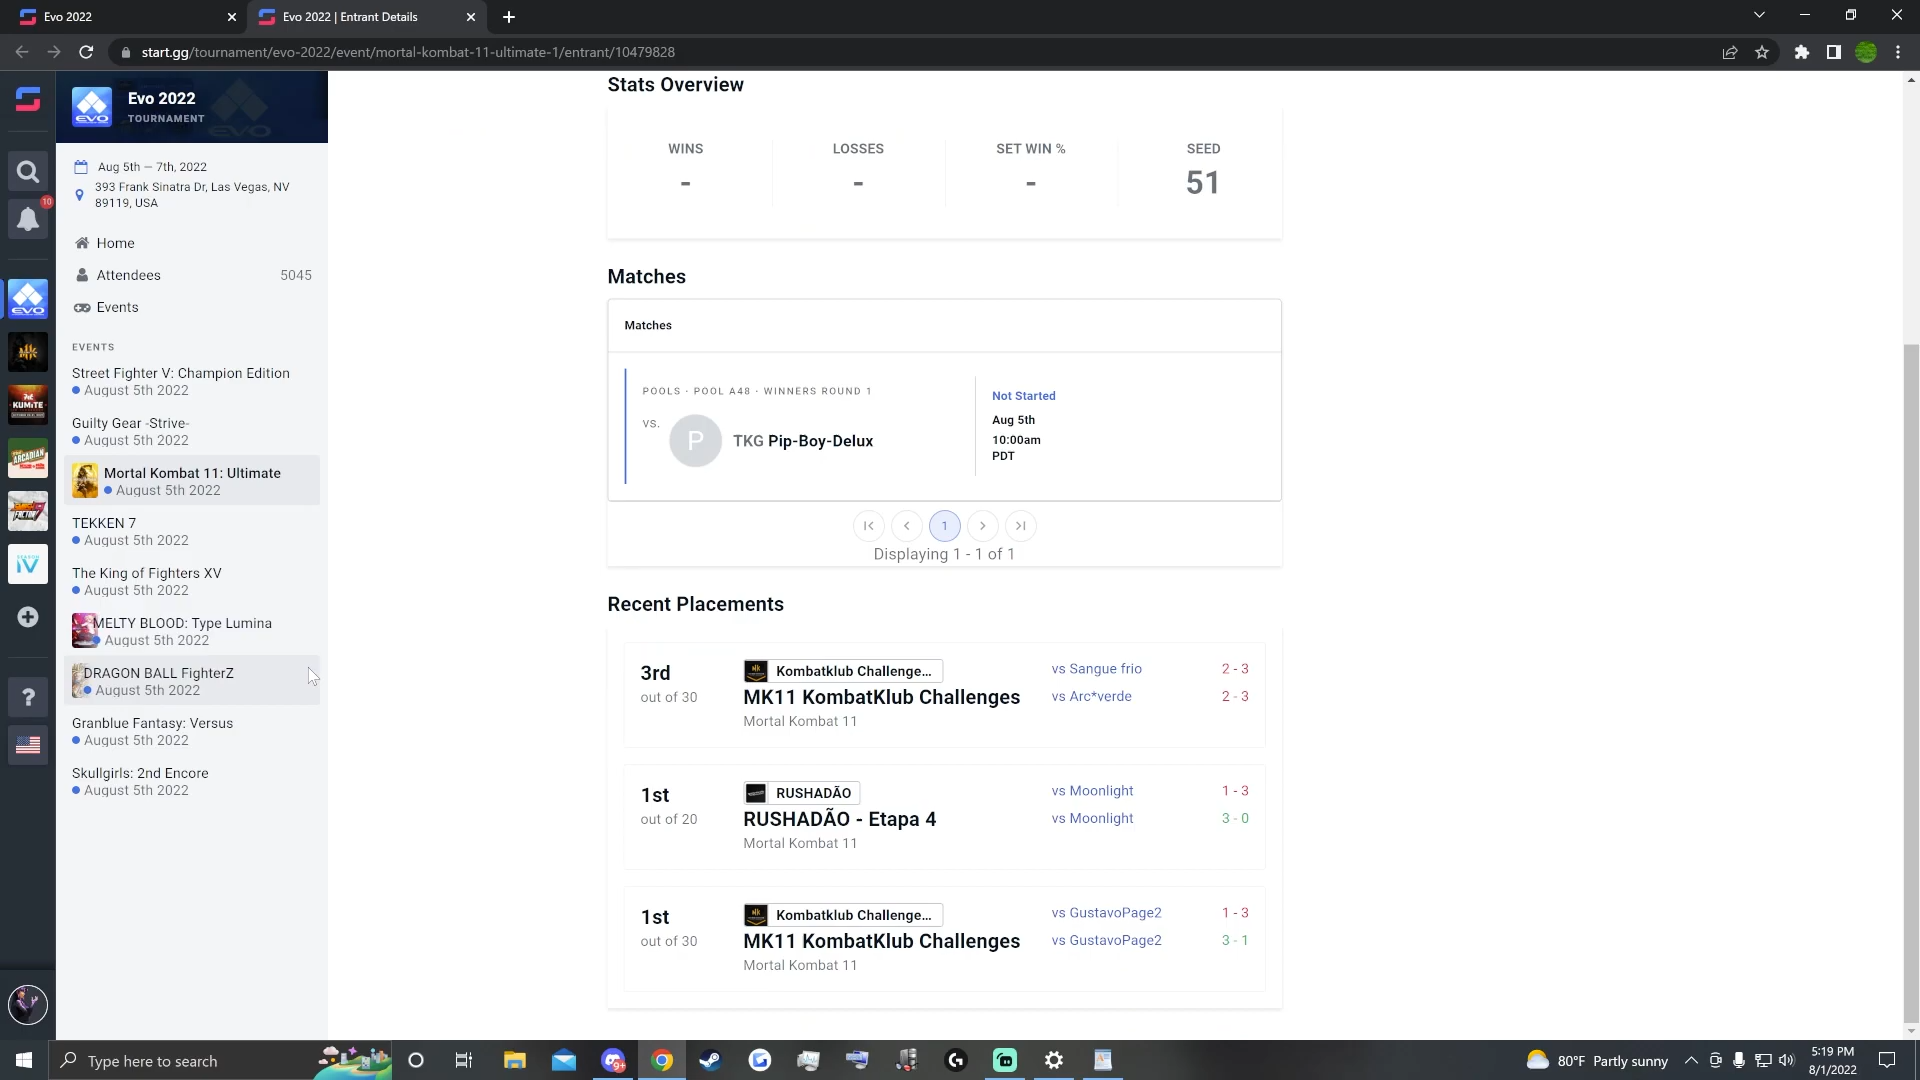 Evo 2022
Evo 2022 | Entrant Details
start.gg/tournament/evo-2022/event/mortal-kombat-11-ultimate-1/entrant/10479828
10
Evo 2022
TOURNAMENT
Aug 5th — 7th, 2022
393 Frank Sinatra Dr, Las Vegas, NV
89119, USA
Home
Attendees 5045
Events
EVENTS
Street Fighter V: Champion Edition
August 5th 2022
Guilty Gear -Strive-
August 5th 2022
Mortal Kombat 11: Ultimate
August 5th 2022
TEKKEN 7
August 5th 2022
The King of Fighters XV
August 5th 2022
MELTY BLOOD: Type Lumina
August 5th 2022
DRAGON BALL FighterZ
August 5th 2022
Granblue Fantasy: Versus
August 5th 2022
Skullgirls: 2nd Encore
August 5th 2022
Stats Overview
WINS LOSSES SET WIN % SEED
- - - 51
Matches
Matches
POOLS · POOL A48 · WINNERS ROUND 1
VS.
P
TKG Pip-Boy-Delux
Not Started
Aug 5th
10:00am
PDT
1
Displaying 1 - 1 of 1
Recent Placements
3rd
out of 30
Kombatklub Challenge...
MK11 KombatKlub Challenges
Mortal Kombat 11
vs Sangue frio 2 - 3
vs Arc*verde 2 - 3
1st
out of 20
RUSHADÃO
RUSHADÃO - Etapa 4
Mortal Kombat 11
vs Moonlight 1 - 3
vs Moonlight 3 - 0
1st
out of 30
Kombatklub Challenge...
MK11 KombatKlub Challenges
Mortal Kombat 11
vs GustavoPage2 1 - 3
vs GustavoPage2 3 - 1
EVO
EVO
EVO
KUMITE
ARCADIAN
IV
?
Type here to search
9+
80°F Partly sunny
5:19 PM
8/1/2022